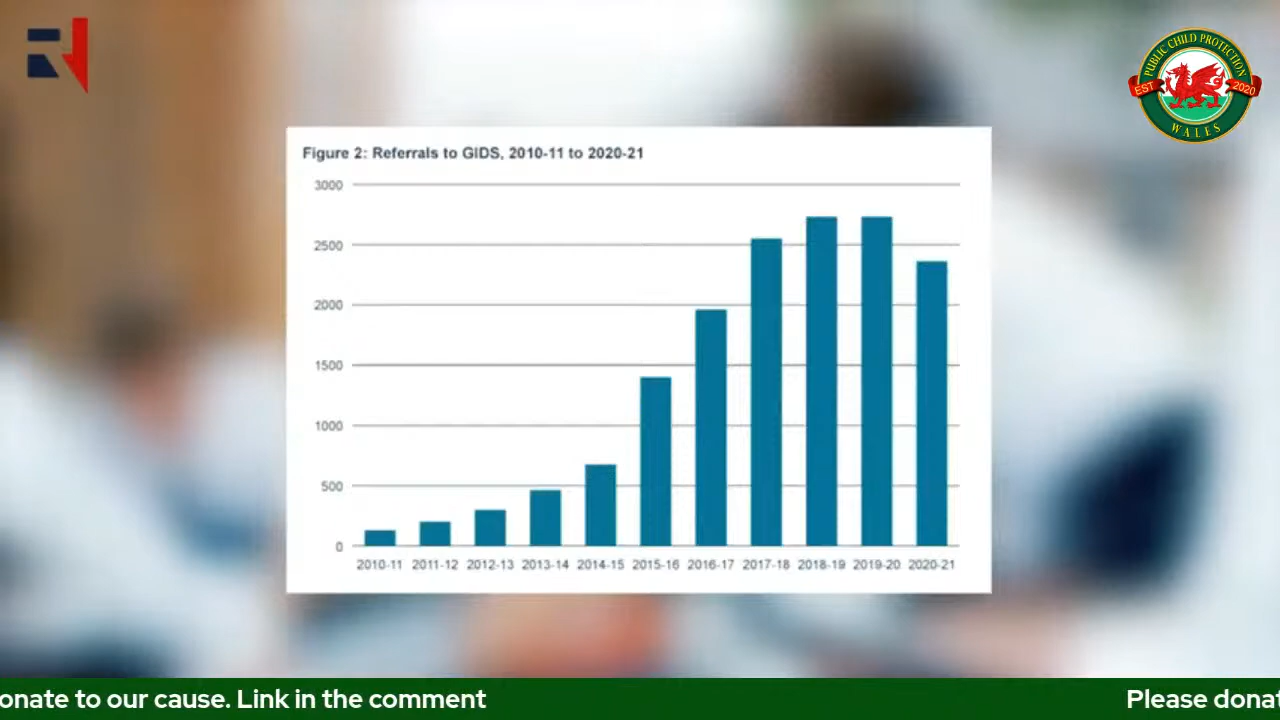 PUBLIC CHILD PROTECTION
EST 2020
WALES
Figure 2: Referrals to GIDS, 2010-11 to 2020-21
3000
2500
2000
1500
1000
500
0
2010-11 2011-12 2012-13 2013-14 2014-15 2015-16 2016-17 2017-18 2018-19 2019-20 2020-21
onate to our cause. Link in the comment Please donat